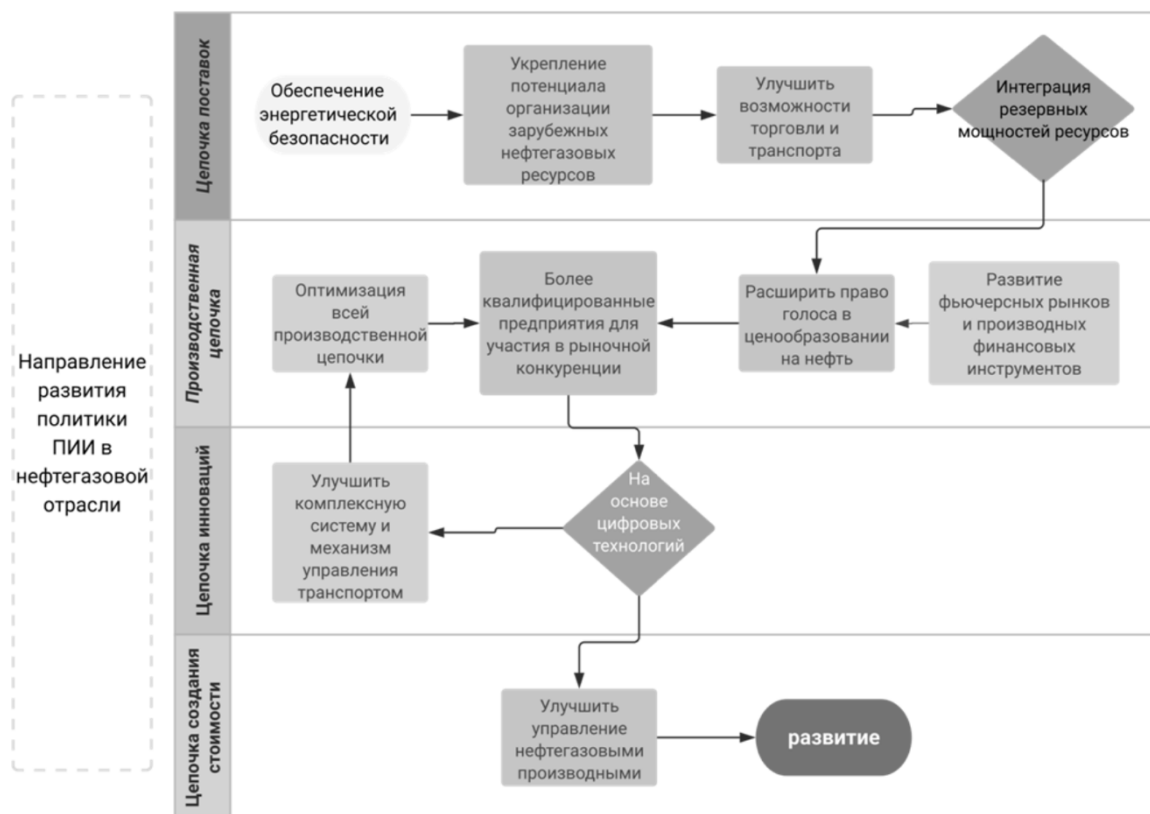 Направление
развития
политики
ПИИ в
нефтегазовой
отрасли
Цепочка поставок
Обеспечение
энергетической
безопасности
Укрепление
потенциала
организации
зарубежных
нефтегазовых
ресурсов
Улучшить
возможности
торговли и
транспорта
Интеграция
резервных
мощностей ресурсов
Производственная
цепочка
Оптимизация
всей
производственной
цепочки
Более
квалифицированные
предприятия для
участия в рыночной
конкуренции
Расширить право
голоса в
ценообразовании
на нефть
Развитие
фьючерсных рынков
и производных
финансовых
инструментов
Цепочка инноваций
Улучшить
комплексную
систему и
механизм
управления
транспортом
На
основе
цифровых
технологий
Цепочка создания
стоимости
Улучшить
управление
нефтегазовыми
производными
развитие